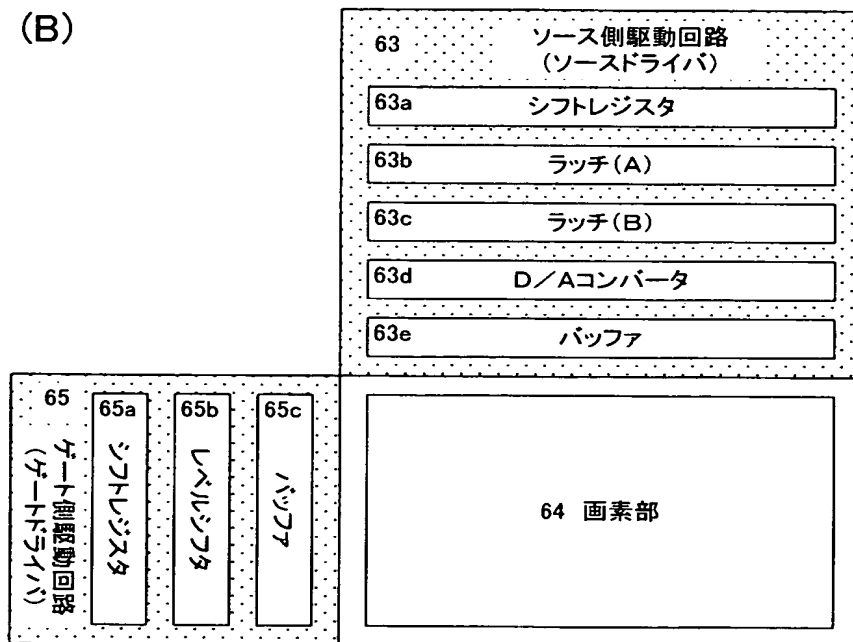 (B)
63 ソース側駆動回路
(ソースドライバ)
63a シフトレジスタ
63b ラッチ(A)
63c ラッチ(B)
63d D/Aコンバータ
63e バッファ
65 ゲート側駆動回路
(ゲートドライバ)
65a シフトレジスタ
65b レベルシフタ
65c バッファ
64 画素部